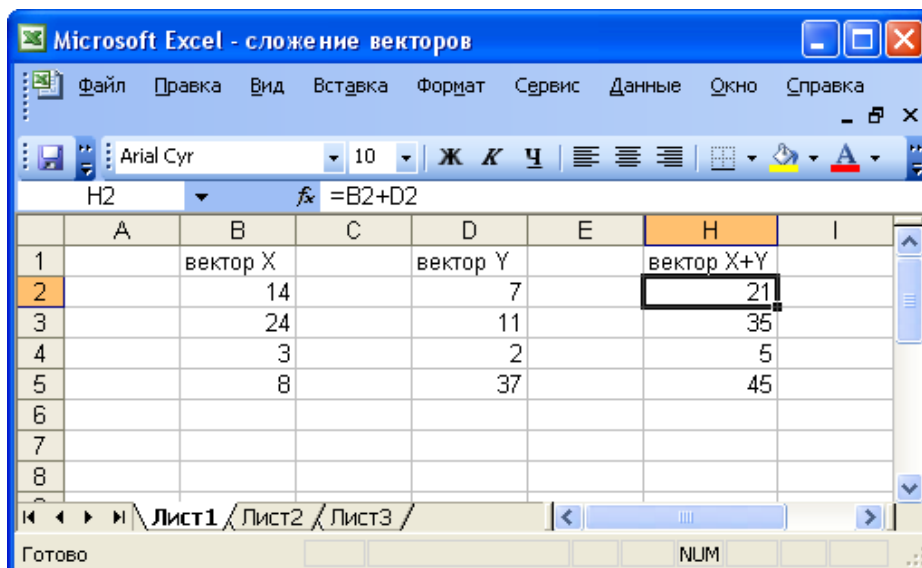 Microsoft Excel - сложение векторов
Файл Правка Вид Вставка Формат Сервис Данные Окно Справка
Arial Cyr 10 Ж К Ч A
H2 fx =B2+D2
A B C D E H I
1 вектор X вектор Y вектор X+Y
2 14 7 21
3 24 11 35
4 3 2 5
5 8 37 45
6
7
8
Лист1 Лист2 Лист3
Готово NUM